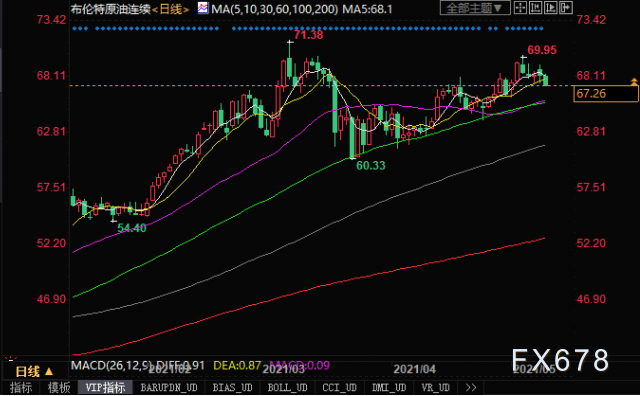 布伦特原油连续<日线> MA(5,10,30,60,100,200) MA5:68.1 全部主题▼
73.42 73.42
71.38
69.95
68.11 68.11
67.26
62.81 62.81
60.33
57.51 57.51
54.40
52.20 52.20
46.90 46.90
MACD(26,12,9) DIFF:0.91 DEA:0.87 MACD:0.09
日线▲ 2021/02 2021/03 2021/04 2021/05
FX678
指标 模板 VIP指标 BARUPDN_UD BIAS_UD BOLL_UD CCI_UD DMI_UD VR_UD >>